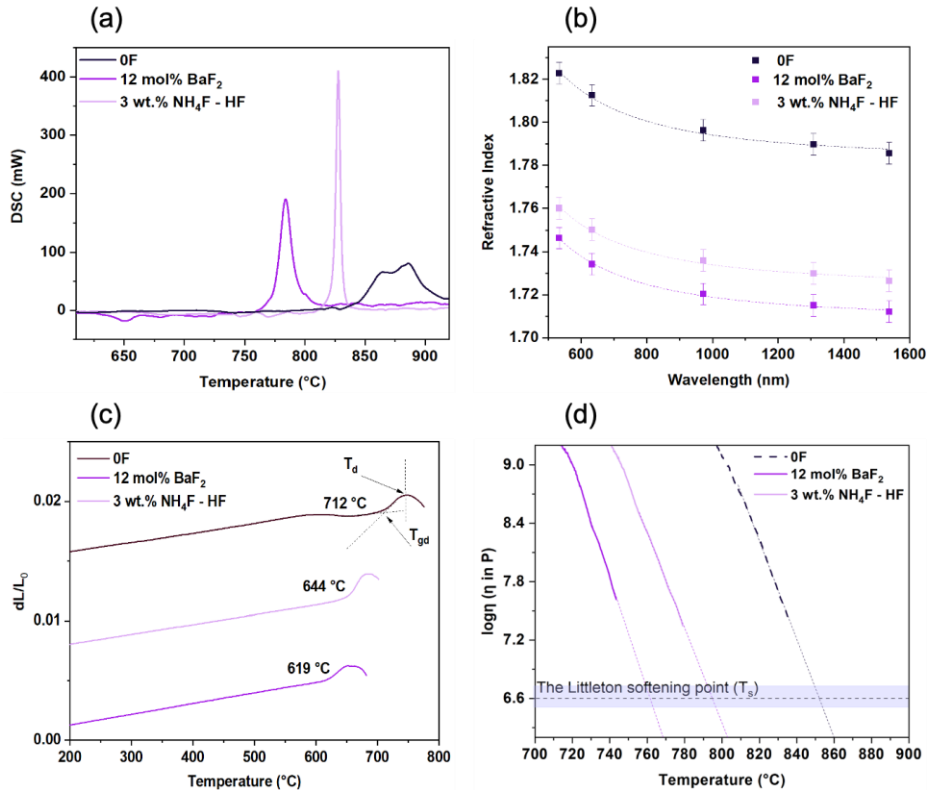 (a)
0F
12 mol% BaF₂
3 wt.% NH₄F - HF
400
300
200
100
0
DSC (mW)
650 700 750 800 850 900
Temperature (°C)
(b)
0F
12 mol% BaF₂
3 wt.% NH₄F - HF
1.82
1.80
1.76
1.74
1.72
1.70
Refractive Index
400 600 800 1000 1200 1400 1600
Wavelength (nm)
(c)
0F
12 mol% BaF₂
3 wt.% NH₄F - HF
T_d
712 °C
T_gd
644 °C
619 °C
0.02
0.01
0.00
dL/L₀
200 300 400 500 600 700 800
Temperature (°C)
(d)
0F
12 mol% BaF₂
3 wt.% NH₄F - HF
9.0
8.4
7.8
7.2
6.6
logη (η in P)
The Littleton softening point (Tₛ)
700 720 740 760 780 800 820 840 860 880 900
Temperature (°C)